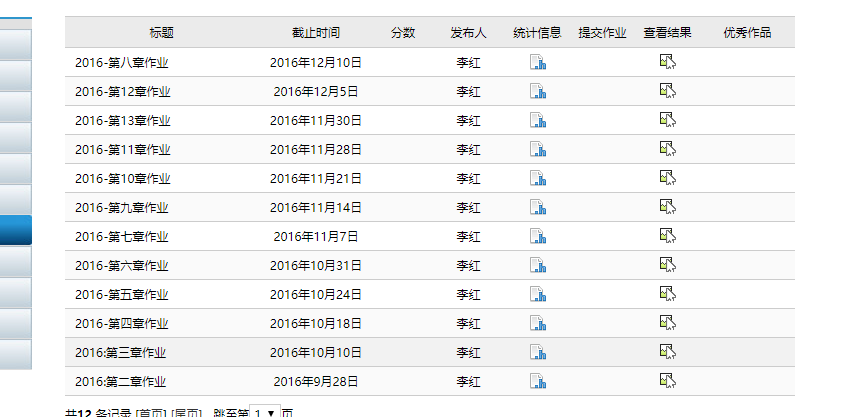 标题 截止时间 分数 发布人 统计信息 提交作业 查看结果 优秀作品
2016-第八章作业 2016年12月10日 李红
2016-第12章作业 2016年12月5日 李红
2016-第13章作业 2016年11月30日 李红
2016-第11章作业 2016年11月28日 李红
2016-第10章作业 2016年11月21日 李红
2016-第九章作业 2016年11月14日 李红
2016-第七章作业 2016年11月7日 李红
2016-第六章作业 2016年10月31日 李红
2016-第五章作业 2016年10月24日 李红
2016-第四章作业 2016年10月18日 李红
2016:第三章作业 2016年10月10日 李红
2016:第二章作业 2016年9月28日 李红
共12 条记录 [首页] [尾页] 跳至第 1 页